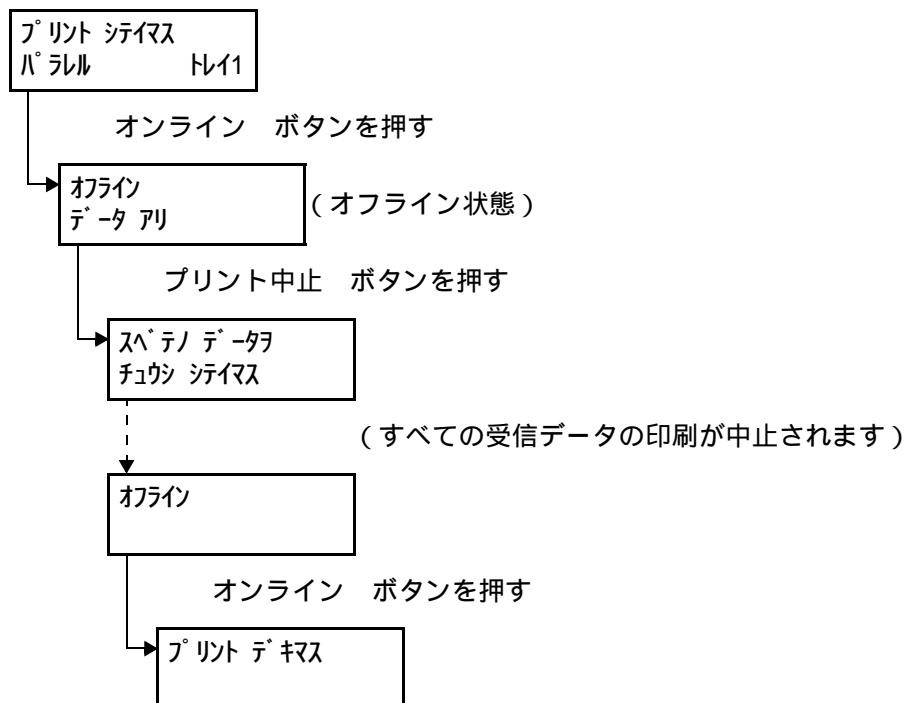 ﾌﾟﾘﾝﾄ ｼﾃｲﾏｽ
ﾊﾟﾗﾚﾙ ﾄﾚｲ1
オンライン　ボタンを押す
ｵﾌﾗｲﾝ
ﾃﾞｰﾀ ｱﾘ
（オフライン状態）
プリント中止　ボタンを押す
ｽﾍﾞﾃﾉ ﾃﾞｰﾀｦ
ﾁｭｳｼ ｼﾃｲﾏｽ
（すべての受信データの印刷が中止されます）
ｵﾌﾗｲﾝ
オンライン　ボタンを押す
ﾌﾟﾘﾝﾄ ﾃﾞｷﾏｽ